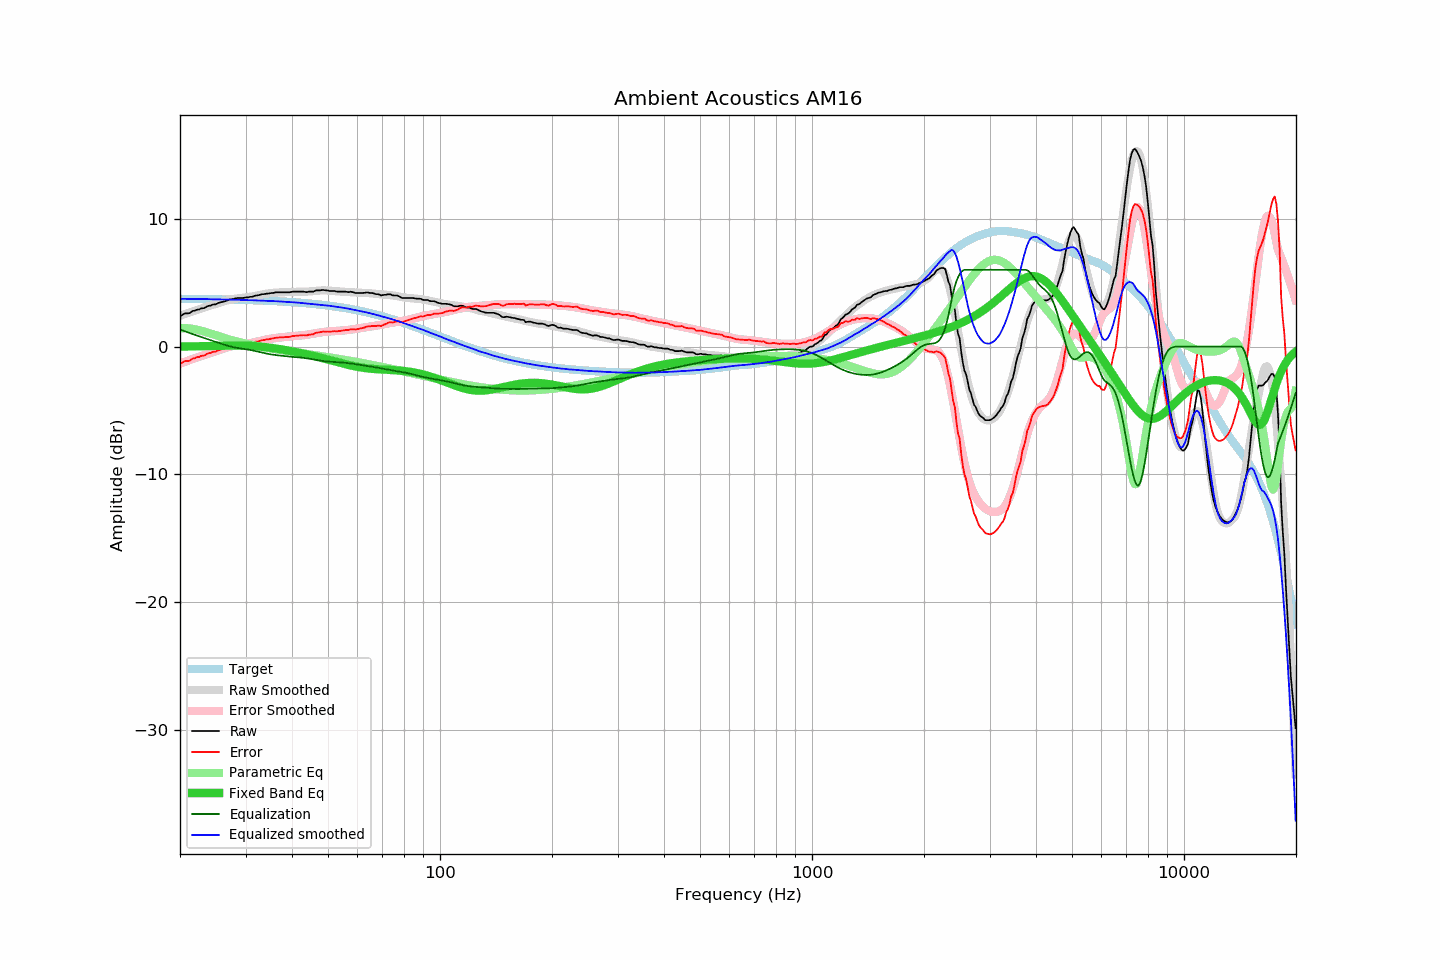 Ambient Acoustics AM16
Amplitude (dBr)
10
0
−10
−20
−30
Target
Raw Smoothed
Error Smoothed
Raw
Error
Parametric Eq
Fixed Band Eq
Equalization
Equalized smoothed
100
1000
10000
Frequency (Hz)